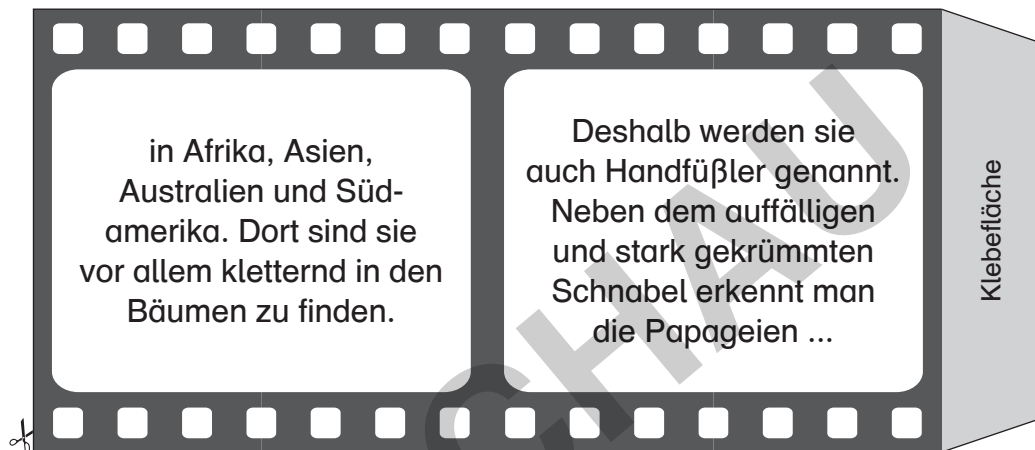 in Afrika, Asien,
Australien und Süd-
amerika. Dort sind sie
vor allem kletternd in den
Bäumen zu finden.
Deshalb werden sie
auch Handfüßler genannt.
Neben dem auffälligen
und stark gekrümmten
Schnabel erkennt man
die Papageien ...
Klebefläche
CHAU